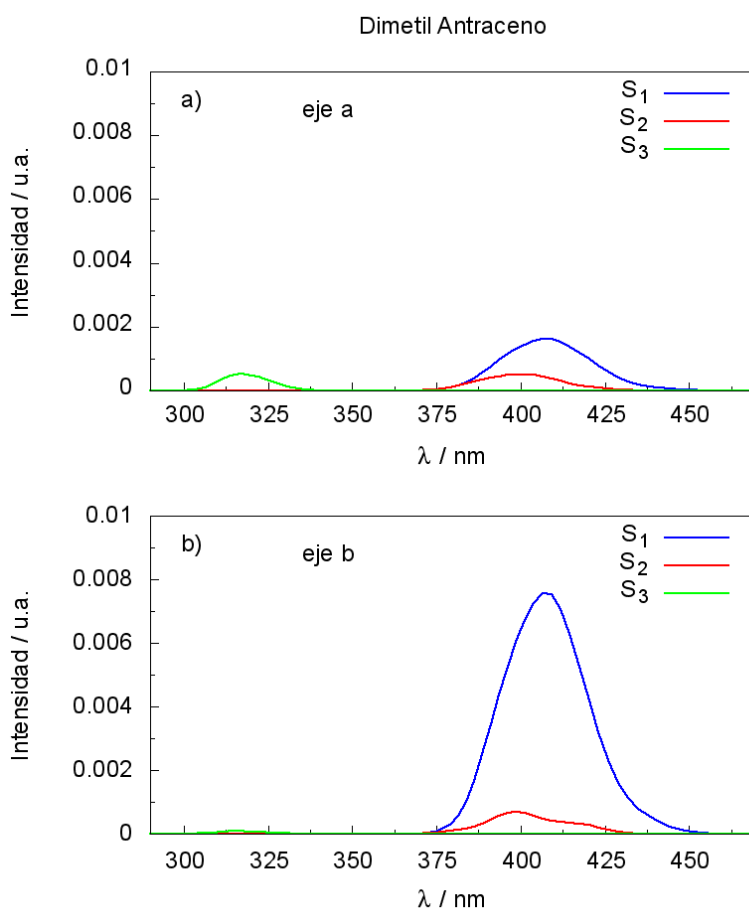 Dimetil Antraceno
a)
eje a
S1
S2
S3
Intensidad / u.a.
0.01
0.008
0.006
0.004
0.002
0
300 325 350 375 400 425 450
λ / nm
b)
eje b
S1
S2
S3
Intensidad / u.a.
0.01
0.008
0.006
0.004
0.002
0
300 325 350 375 400 425 450
λ / nm